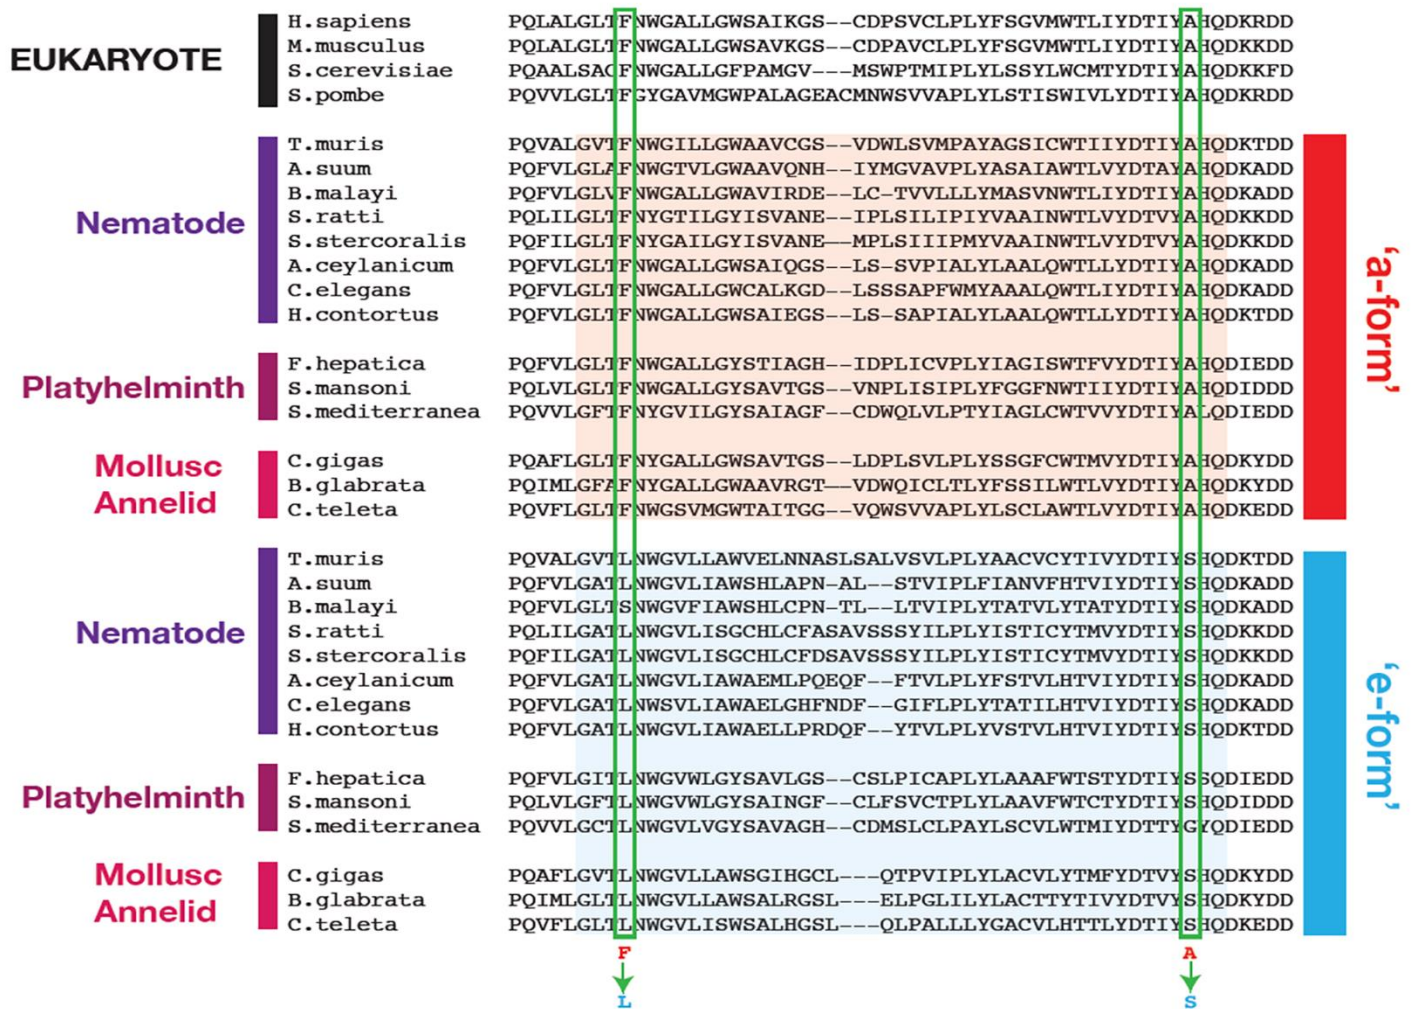 H.sapiens PQLALGLTFNWGALLGWSAIKGS--CDPSVCLPLYFSGVMWTLIYDTIYAHQDKRDD
M.musculus PQLALGLTFNWGALLGWSAVKGS--CDPAVCLPLYFSGVMWTLIYDTIYAHQDKKDD
EUKARYOTE
S.cerevisiae PQAALSACFNWGALLGFPAMGV---MSWPTMIPLYLSSYLWCMTYDTIYAHQDKKFD
S.pombe PQVVLGLTFGYGAVMGWPALAGEACMNWSVVAPLYLSTISWIVLYDTIYAHQDKRDD
T.muris PQVALGVTFNWGILLGWAAVCGS--VDWLSVMPAYAGSICWTIIYDTIYAHQDKTDD
A.suum PQFVLGLAFNWGTVLGWAAVQNH--IYMGVAVPLYASAIAWTLVYDTAYAHQDKADD
B.malayi PQFVLGLVFNWGALLGWAVIRDE--LC-TVVLLLYMASVNWTLIYDTIYAHQDKADD
Nematode
S.ratti PQLILGLTFNYGTILGYISVANE--IPLSILIPIYVAAINWTLVYDTVYAHQDKKDD
S.stercoralis PQFILGLTFNYGAILGYISVANE--MPLSIIIPMYVAAINWTLVYDTVYAHQDKKDD
A.ceylanicum PQFVLGLTFNWGALLGWSAIQGS--LS-SVPIALYLAALQWTLLYDTIYAHQDKADD
C.elegans PQFVLGLTFNWGALLGWCALKGD--LSSSAPFWMYAAALQWTLIYDTIYAHQDKADD
H.contortus PQFVLGLTFNWGALLGWSAIEGS--LS-SAPIALYLAALQWTLLYDTIYAHQDKTDD
'a-form'
F.hepatica PQFVLGLTFNWGALLGYSTIAGH--IDPLICVPLYIAGISWTFVYDTIYAHQDIEDD
Platyhelminth
S.mansoni PQLVLGLTFNWGALLGYSAVTGS--VNPLISIPLYFGGFNWTIIYDTIYAHQDIDDD
S.mediterranea PQVVLGFTFNYGVILGYSAIAGF--CDWQLVLPTYIAGLCWTVVYDTIYALQDIEDD
Mollusc
Annelid
C.gigas PQAFLGLTFNYGALLGWSAVTGS--LDPLSVLPLYSSGFCWTMVYDTIYAHQDKYDD
B.glabrata PQIMLGFAFNYGALLGWAAVRGT--VDWQICLTLYFSSILWTLVYDTIYAHQDKYDD
C.teleta PQVFLGLTFNWGSVMGWTAITGG--VQWSVVAPLYLSCLAWTLVYDTIYAHQDKEDD
T.muris PQVALGVTLNWGVLLAWVELNNASLSALVSVLPLYAACVCYTIVYDTIYSHQDKTDD
A.suum PQFVLGATLNWGVLIAWSHLAPN-AL--STVIPLFIANVFHTVIYDTIYSHQDKADD
B.malayi PQFVLGLTSNWGVFIAWSHLCPN-TL--LTVIPLYTATVLYTATYDTIYSHQDKADD
Nematode
S.ratti PQLILGATLNWGVLISGCHLCFASAVSSSYILPLYISTICYTMVYDTIYSHQDKKDD
S.stercoralis PQFILGATLNWGVLISGCHLCFDSAVSSSYILPLYISTICYTMVYDTIYSHQDKKDD
A.ceylanicum PQFVLGATLNWGVLIAWAEMLPQEQF--FTVLPLYFSTVLHTVIYDTIYSHQDKADD
C.elegans PQFVLGATLNWSVLIAWAELGHFNDF--GIFLPLYTATILHTVIYDTIYSHQDKADD
H.contortus PQFVLGATLNWGVLIAWAELLPRDQF--YTVLPLYVSTVLHTVIYDTIYSHQDKTDD
'e-form'
F.hepatica PQFVLGITLNWGVWLGYSAVLGS--CSLPICAPLYLAAAFWTSTYDTIYSSQDIEDD
Platyhelminth
S.mansoni PQLVLGFTLNWGVWLGYSAINGF--CLFSVCTPLYLAAVFWTCTYDTIYSHQDIDDD
S.mediterranea PQVVLGCTLNWGVLVGYSAVAGH--CDMSLCLPAYLSCVLWTMIYDTTYGYQDIEDD
Mollusc
Annelid
C.gigas PQAFLGVTLNWGVLLAWSGIHGCL---QTPVIPLYLACVLYTMFYDTVYSHQDKYDD
B.glabrata PQIMLGLTLNWGVLLAWSALRGSL---ELPGLILYLACTTYTIVYDTVYSHQDKYDD
C.teleta PQVFLGLTLNWGVLISWSALHGSL---QLPALLLYGACVLHTTLYDTIYSHQDKEDD
F A
L S